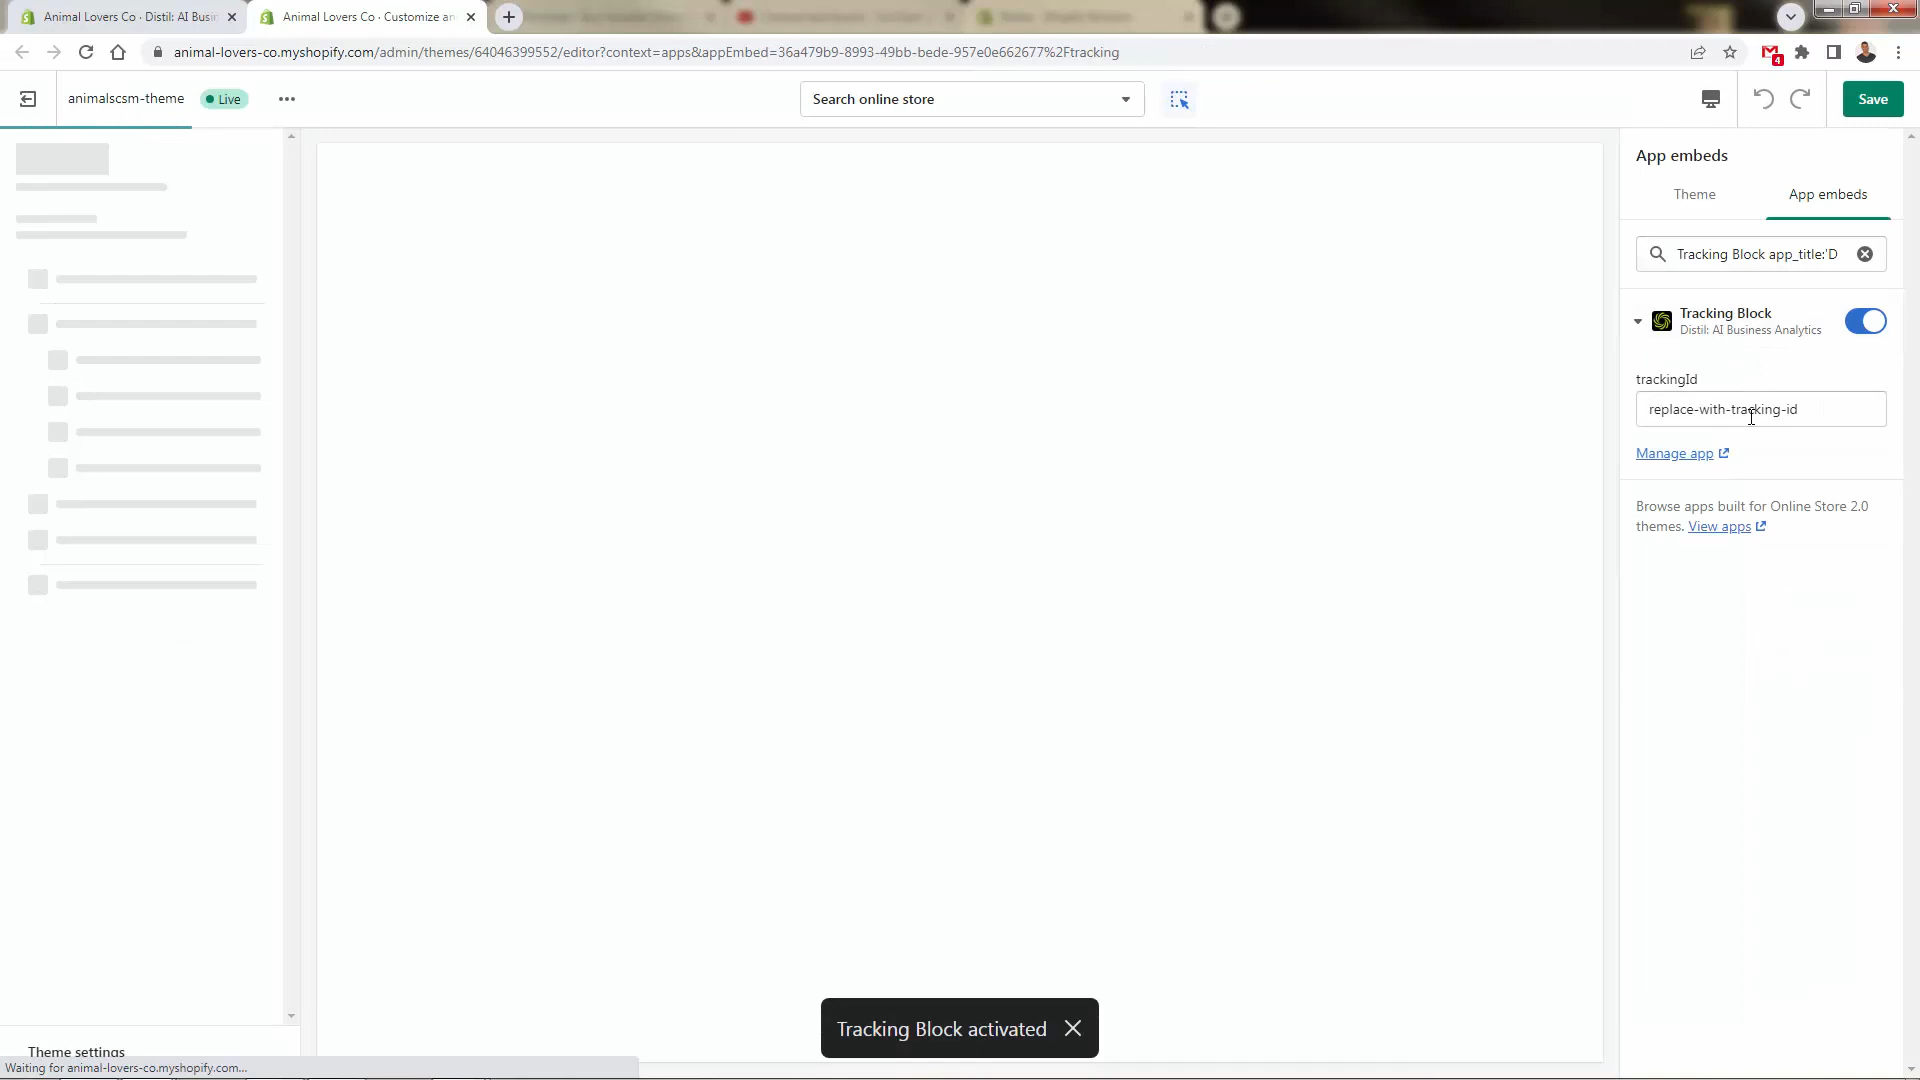 Animal Lovers Co · Distil: AI Busin
Animal Lovers Co · Customize an
animal-lovers-co.myshopify.com/admin/themes/64046399552/editor?context=apps&appEmbed=36a479b9-8993-49bb-bede-957e0e662677%2Ftracking
4
animalscsm-theme
Live
Search online store
Save
App embeds
Theme
App embeds
Tracking Block app_title:'D
Tracking Block
Distil: AI Business Analytics
trackingId
replace-with-tracking-id
Manage app
Browse apps built for Online Store 2.0
themes. View apps
Tracking Block activated
Theme settings
Waiting for animal-lovers-co.myshopify.com...